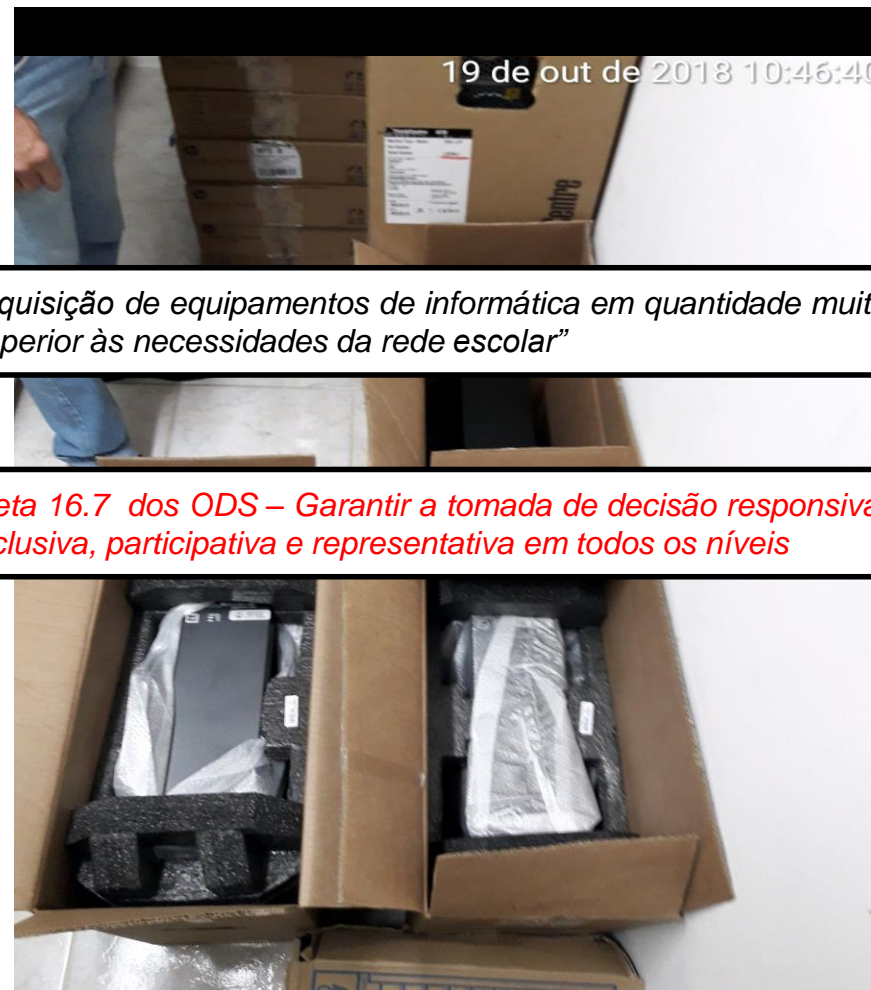 19 de out de 2018 10:46:40
quisição de equipamentos de informática em quantidade muit
perior às necessidades da rede escolar”
eta 16.7 dos ODS – Garantir a tomada de decisão responsiva
clusiva, participativa e representativa em todos os níveis
entre